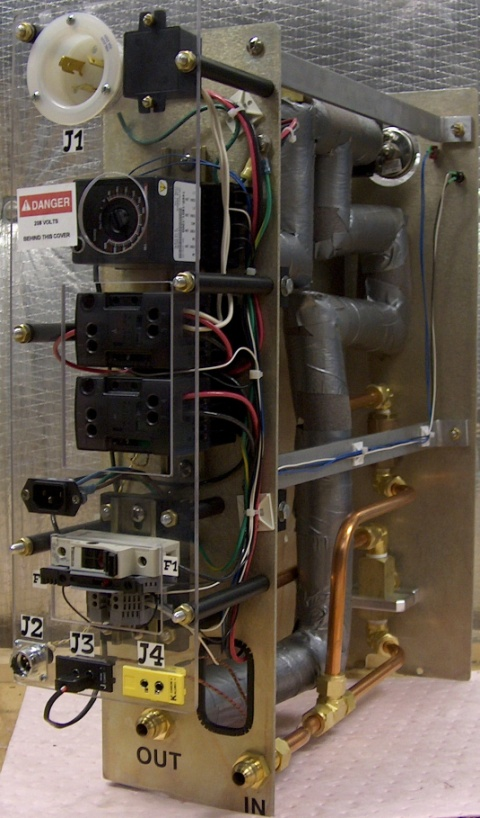 J1
DANGER
208 VOLTS
BEHIND THIS COVER
F1
J2
J3
J4
K
OUT
IN